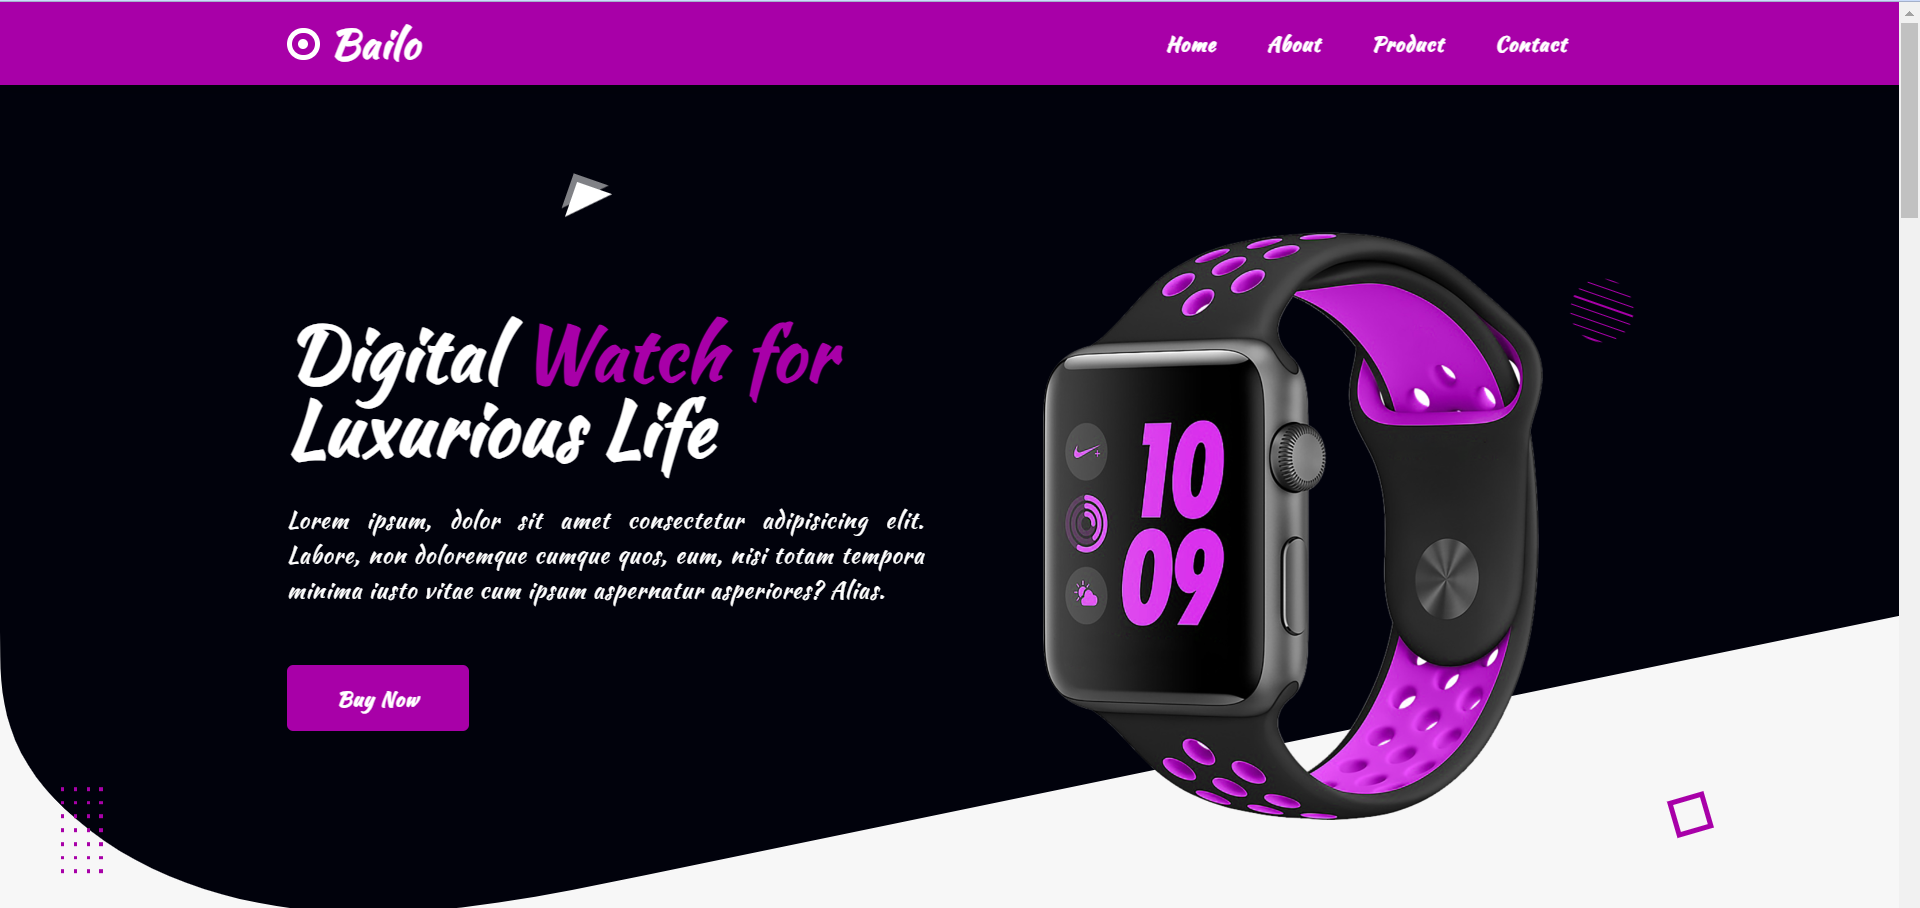 Bailo
Home About Product Contact
Digital Watch for
Luxurious Life
Lorem ipsum, dolor sit amet consectetur adipisicing elit.
Labore, non doloremque cumque quos, eum, nisi totam tempora
minima iusto vitae cum ipsum aspernatur asperiores? Alias.
Buy Now
10
09